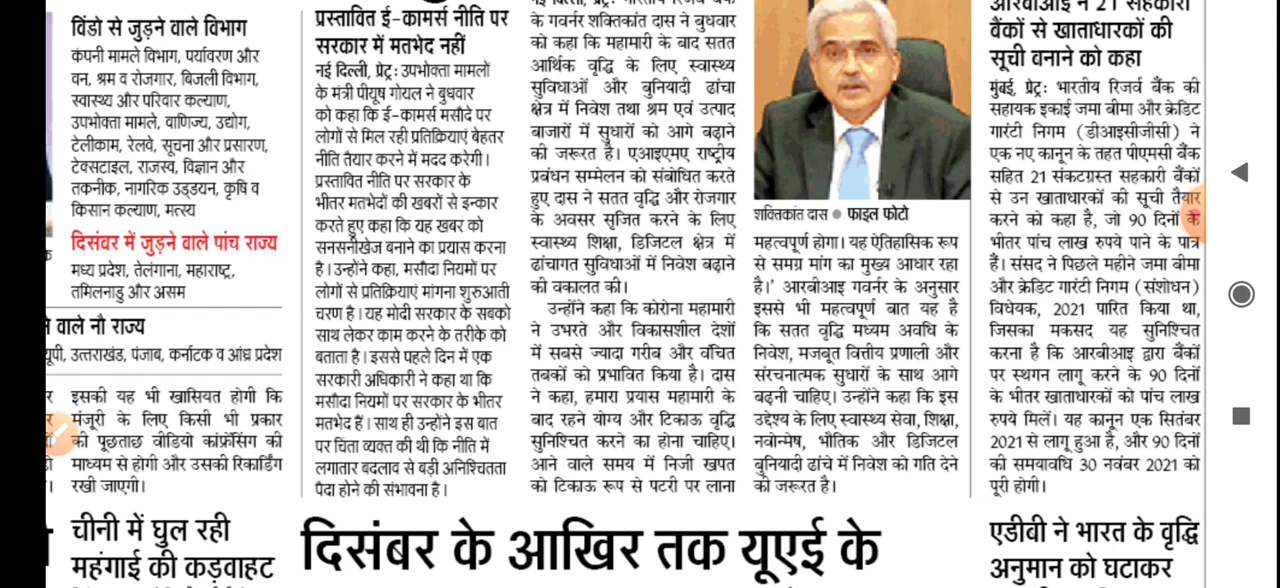 विंडो से जुड़ने वाले विभाग
कंपनी मामले विभाग, पर्यावरण और
वन, श्रम व रोजगार, बिजली विभाग,
स्वास्थ्य और परिवार कल्याण,
उपभोक्ता मामले, वाणिज्य, उद्योग,
टेलीकाम, रेलवे, सूचना और प्रसारण,
टेक्सटाइल, राजस्व, विज्ञान और
तकनीक, नागरिक उड्डयन, कृषि व
किसान कल्याण, मत्स्य
दिसंबर में जुड़ने वाले पांच राज्य
मध्य प्रदेश, तेलंगाना, महाराष्ट्र,
तमिलनाडु और असम
वाले नौ राज्य
यूपी, उत्तराखंड, पंजाब, कर्नाटक व आंध्र प्रदेश
इसकी यह भी खासियत होगी कि
मंजूरी के लिए किसी भी प्रकार
की पूछताछ वीडियो कांफ्रेंसिंग की
माध्यम से होगी और उसकी रिकार्डिंग
रखी जाएगी।
चीनी में घुल रही
महंगाई की कड़वाहट
प्रस्तावित ई-कामर्स नीति पर
सरकार में मतभेद नहीं
नई दिल्ली, प्रेट्र: उपभोक्ता मामलों
के मंत्री पीयूष गोयल ने बुधवार
को कहा कि ई-कामर्स मसौदे पर
लोगों से मिल रही प्रतिक्रियाएं बेहतर
नीति तैयार करने में मदद करेगी।
प्रस्तावित नीति पर सरकार के
भीतर मतभेदों की खबरों से इन्कार
करते हुए कहा कि यह खबर को
सनसनीखेज बनाने का प्रयास करना
है। उन्होंने कहा, मसौदा नियमों पर
लोगों से प्रतिक्रियाएं मांगना शुरुआती
चरण है। यह मोदी सरकार के सबको
साथ लेकर काम करने के तरीके को
बताता है। इससे पहले दिन में एक
सरकारी अधिकारी ने कहा था कि
मसौदा नियमों पर सरकार के भीतर
मतभेद हैं। साथ ही उन्होंने इस बात
पर चिंता व्यक्त की थी कि नीति में
लगातार बदलाव से बड़ी अनिश्चितता
पैदा होने की संभावना है।
नई दिल्ली, प्रेट्र: भारतीय रिजर्व बैंक
के गवर्नर शक्तिकांत दास ने बुधवार
को कहा कि महामारी के बाद सतत
आर्थिक वृद्धि के लिए स्वास्थ्य
सुविधाओं और बुनियादी ढांचा
क्षेत्र में निवेश तथा श्रम एवं उत्पाद
बाजारों में सुधारों को आगे बढ़ाने
की जरूरत है। एआइएमए राष्ट्रीय
प्रबंधन सम्मेलन को संबोधित करते
हुए दास ने सतत वृद्धि और रोजगार
के अवसर सृजित करने के लिए
स्वास्थ्य शिक्षा, डिजिटल क्षेत्र में
ढांचागत सुविधाओं में निवेश बढ़ाने
की वकालत की।
उन्होंने कहा कि कोरोना महामारी
ने उभरते और विकासशील देशों
में सबसे ज्यादा गरीब और वंचित
तबकों को प्रभावित किया है। दास
ने कहा, हमारा प्रयास महामारी के
बाद रहने योग्य और टिकाऊ वृद्धि
सुनिश्चित करने का होना चाहिए।
आने वाले समय में निजी खपत
को टिकाऊ रूप से पटरी पर लाना
शक्तिकांत दास ● फाइल फोटो
महत्वपूर्ण होगा। यह ऐतिहासिक रूप
से समग्र मांग का मुख्य आधार रहा
है।' आरबीआइ गवर्नर के अनुसार
इससे भी महत्वपूर्ण बात यह है
कि सतत वृद्धि मध्यम अवधि के
निवेश, मजबूत वित्तीय प्रणाली और
संरचनात्मक सुधारों के साथ आगे
बढ़नी चाहिए। उन्होंने कहा कि इस
उद्देश्य के लिए स्वास्थ्य सेवा, शिक्षा,
नवोन्मेष, भौतिक और डिजिटल
बुनियादी ढांचे में निवेश को गति देने
की जरूरत है।
दिसंबर के आखिर तक यूएई के
आरबीआइ ने 21 सहकारी
बैंकों से खाताधारकों की
सूची बनाने को कहा
मुंबई, प्रेट्र: भारतीय रिजर्व बैंक की
सहायक इकाई जमा बीमा और क्रेडिट
गारंटी निगम (डीआइसीजीसी) ने
एक नए कानून के तहत पीएमसी बैंक
सहित 21 संकटग्रस्त सहकारी बैंकों
से उन खाताधारकों की सूची तैयार
करने को कहा है, जो 90 दिनों के
भीतर पांच लाख रुपये पाने के पात्र
हैं। संसद ने पिछले महीने जमा बीमा
और क्रेडिट गारंटी निगम (संशोधन)
विधेयक, 2021 पारित किया था,
जिसका मकसद यह सुनिश्चित
करना है कि आरबीआइ द्वारा बैंकों
पर स्थगन लागू करने के 90 दिनों
के भीतर खाताधारकों को पांच लाख
रुपये मिलें। यह कानून एक सितंबर
2021 से लागू हुआ है, और 90 दिनों
की समयावधि 30 नवंबर 2021 को
पूरी होगी।
एडीबी ने भारत के वृद्धि
अनुमान को घटाकर